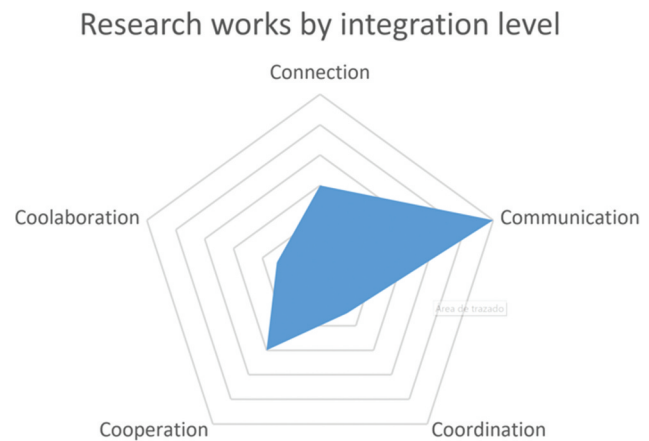 Research works by integration level
Connection
Coolaboration
Communication
Área de trazado
Cooperation
Coordination